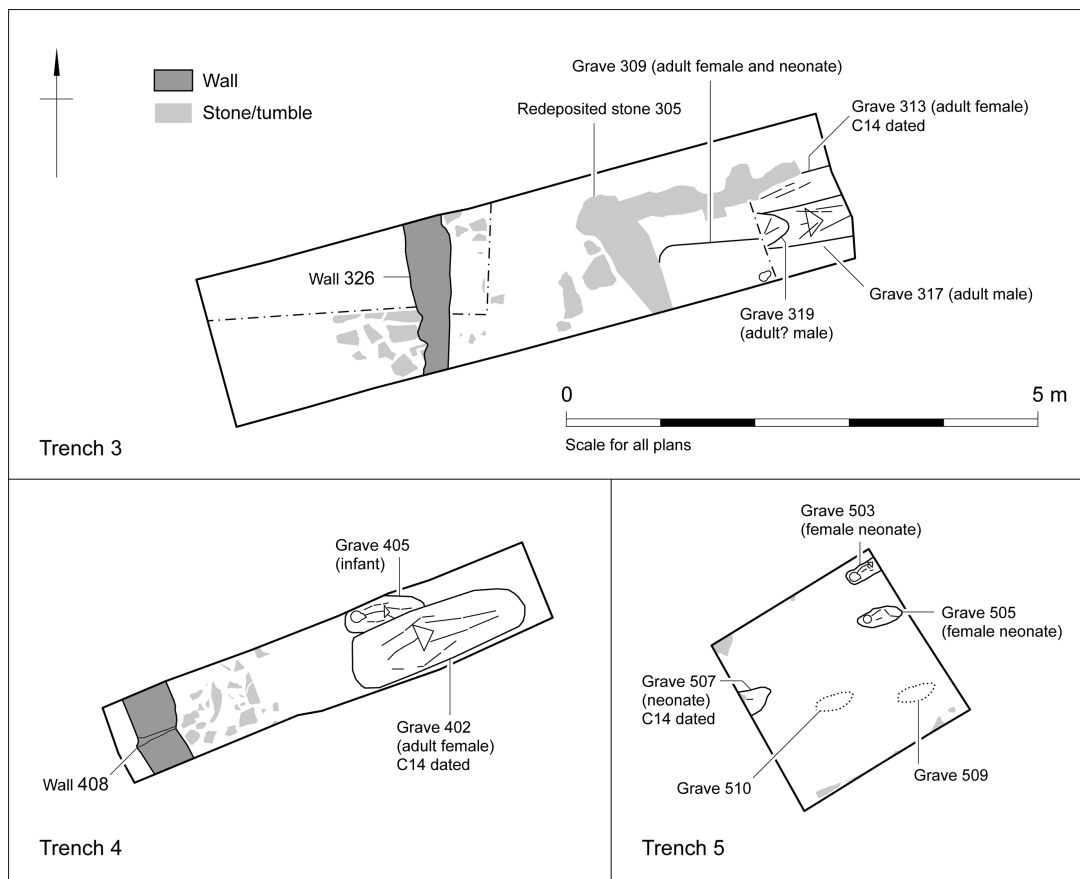 Wall
Stone/tumble
Grave 309 (adult female and neonate)
Redeposited stone 305
Grave 313 (adult female)
C14 dated
Wall 326
Grave 317 (adult male)
Grave 319
(adult? male)
0
5 m
Scale for all plans
Trench 3
Grave 405
(infant)
Grave 402
(adult female)
C14 dated
Wall 408
Trench 4
Grave 503
(female neonate)
Grave 505
(female neonate)
Grave 507
(neonate)
C14 dated
Grave 510
Grave 509
Trench 5